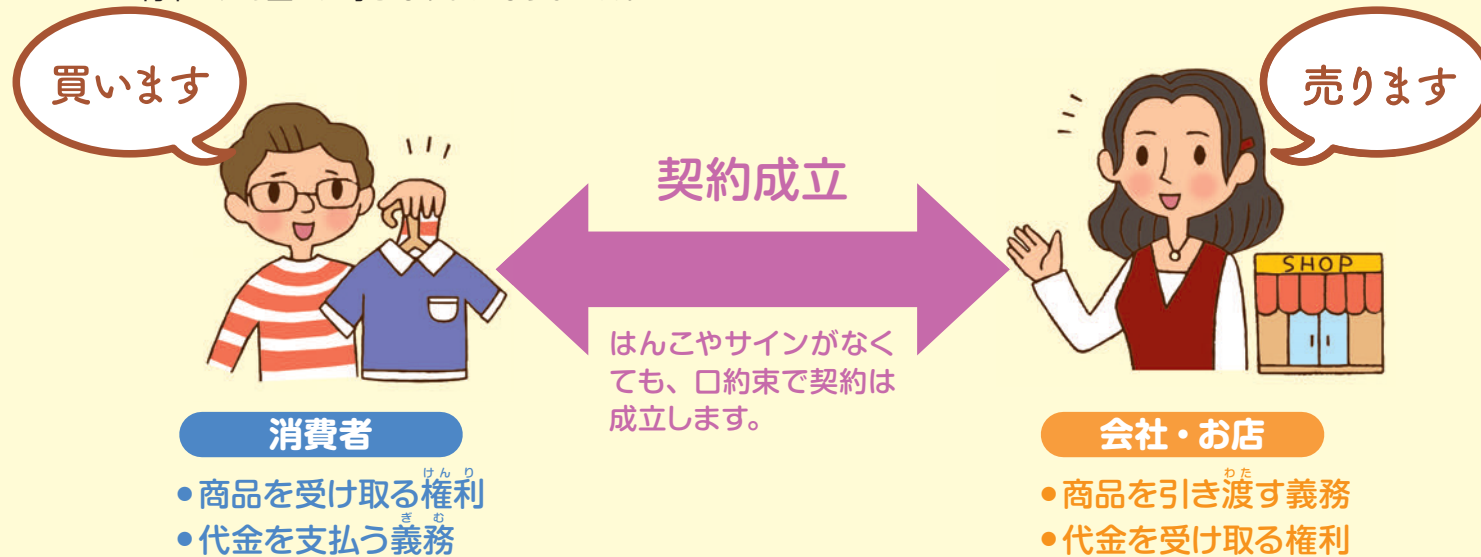 買います
売ります
契約成立
SHOP
はんこやサインがなく
ても、口約束で契約は
成立します。
消費者
●商品を受け取る権利
けんり
●代金を支払う義務
ぎむ
会社・お店
●商品を引き渡す義務
わた
●代金を受け取る権利